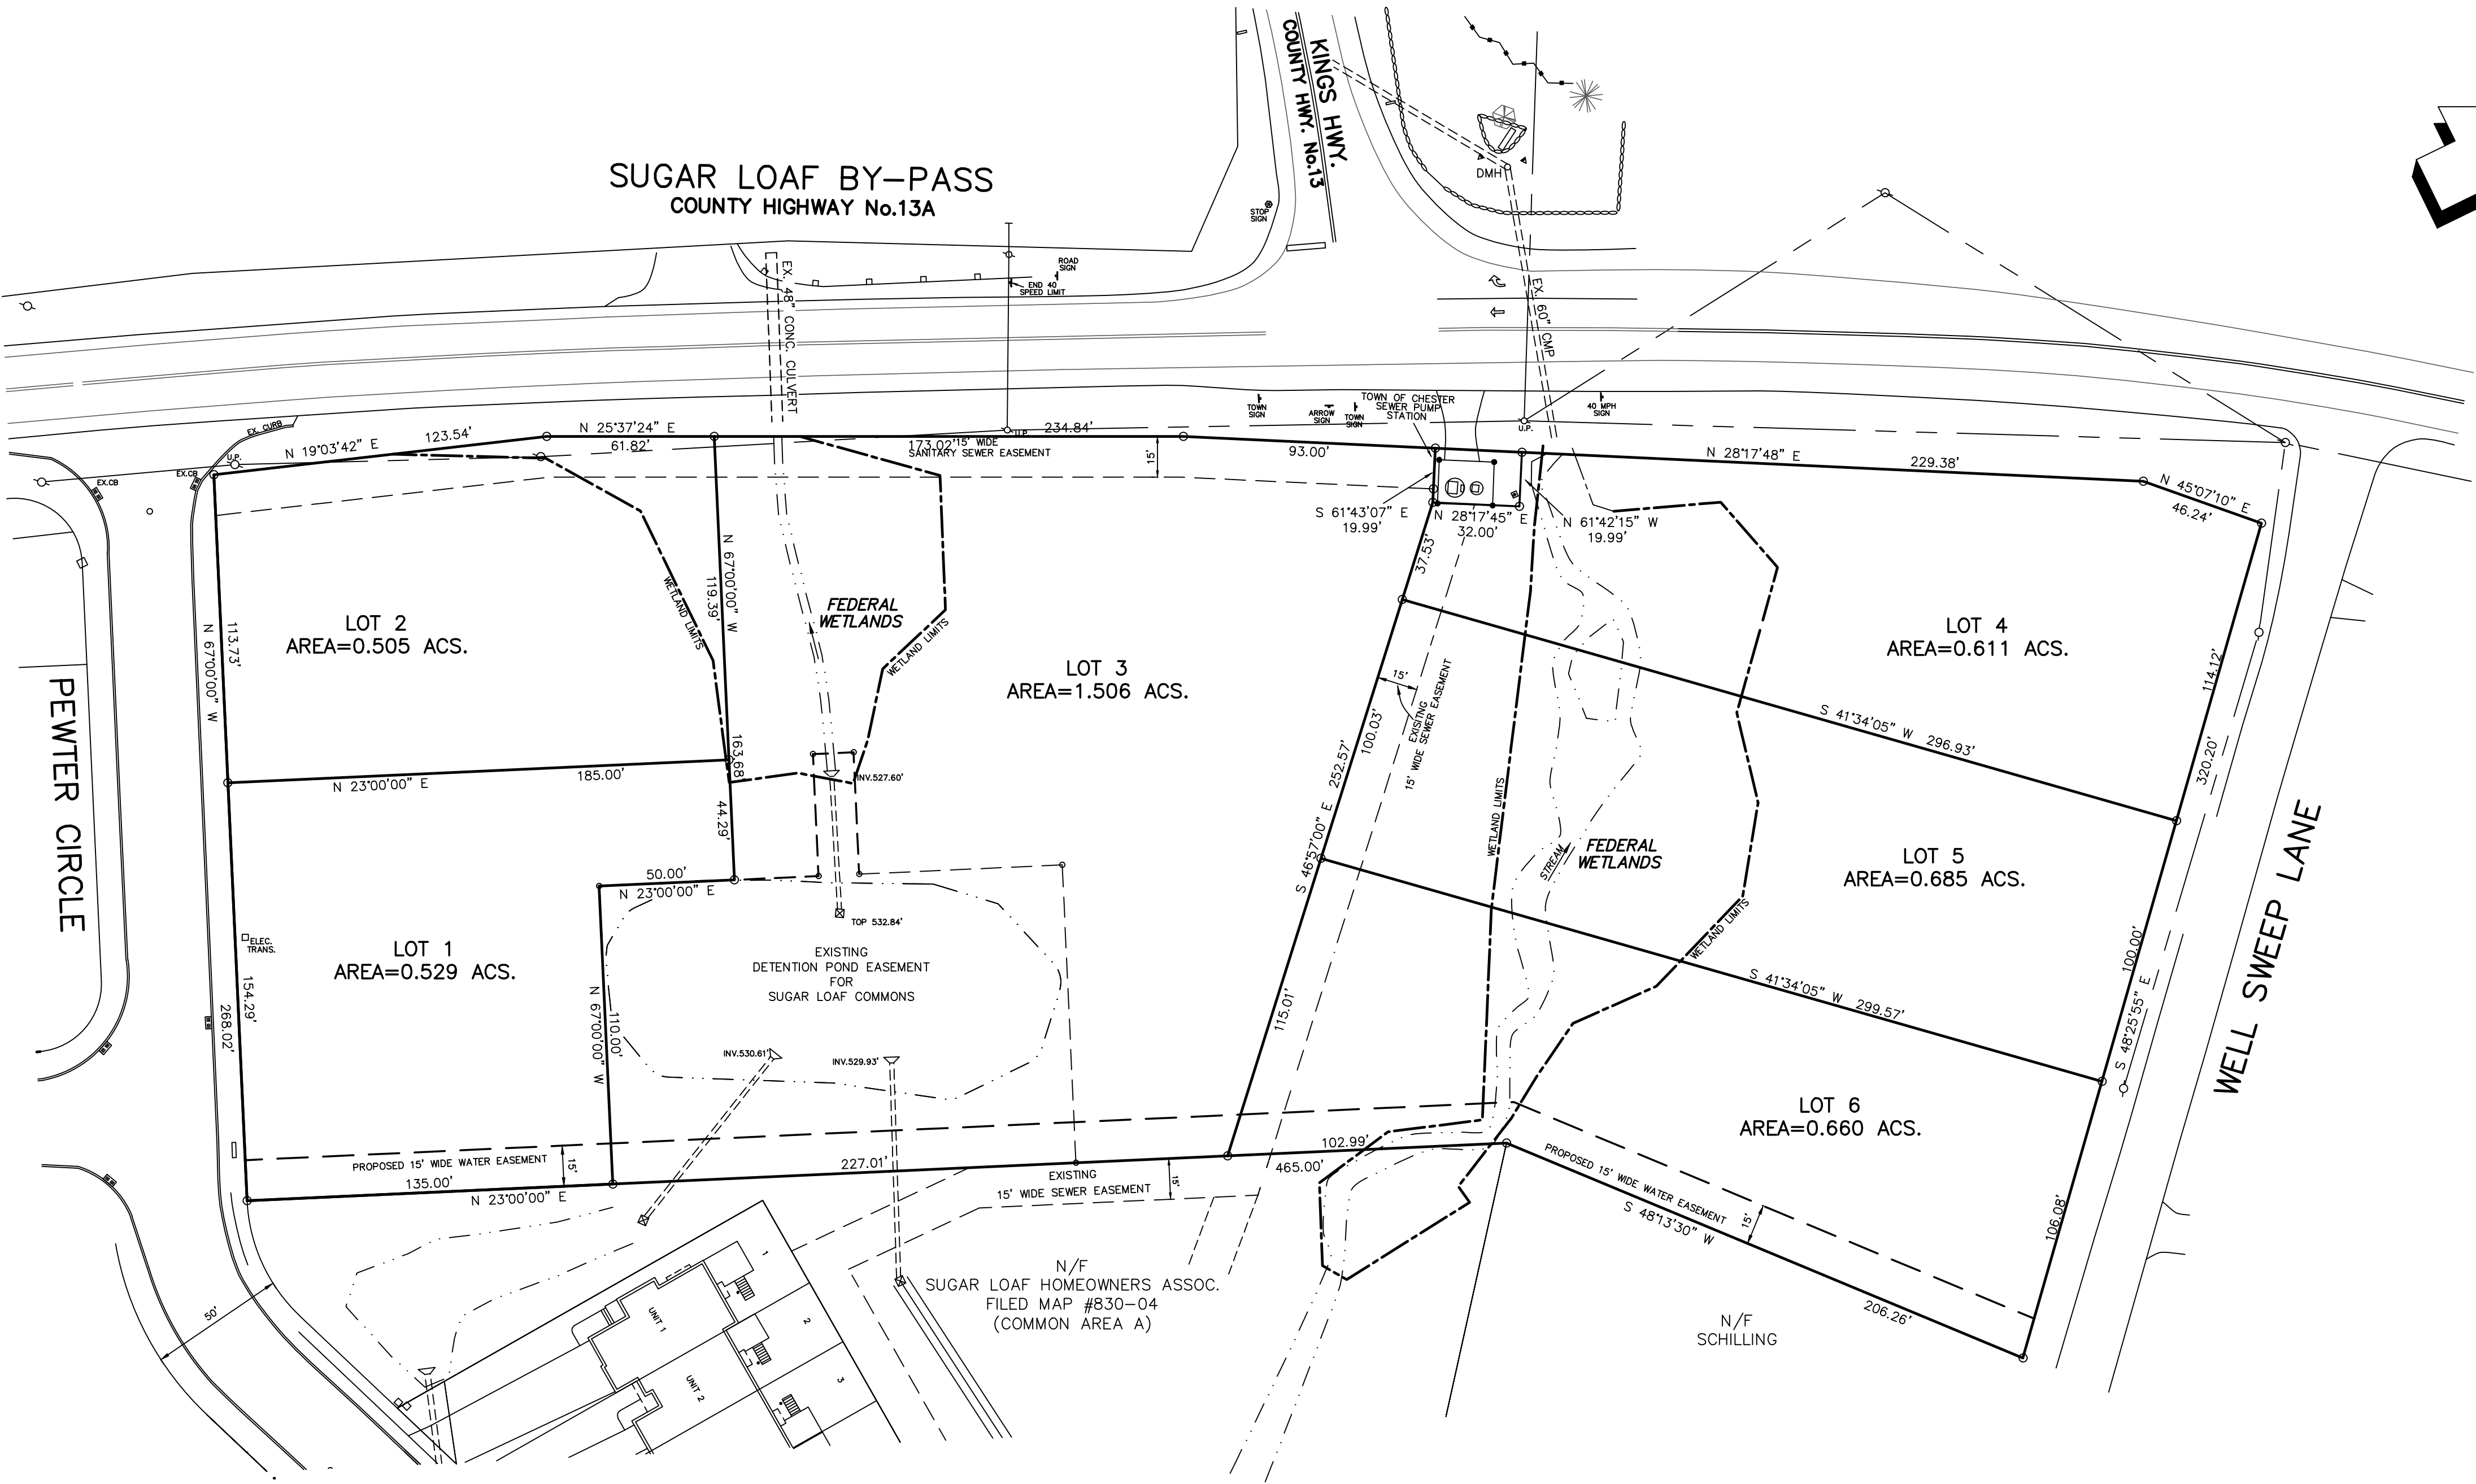 SUGAR LOAF BY-PASS
COUNTY HIGHWAY No.13A
KINGS HWY.
COUNTY HWY. No.13
DMH
STOP
SIGN
ROAD
SIGN
END 40
SPEED LIMIT
EX. 48" CONC. CULVERT
EX. 60" CMP
TOWN
SIGN
ARROW
SIGN
TOWN
SIGN
TOWN OF CHESTER
SEWER PUMP
STATION
40 MPH
SIGN
U.P.
U.P.
U.P.
EX. CURB
EX.CB
EX.CB
N 19°03'42" E
123.54'
N 25°37'24" E
61.82'
234.84'
173.02'
15' WIDE
SANITARY SEWER EASEMENT
15'
93.00'
N 28°17'48" E
229.38'
N 45°07'10" E
46.24'
S 61°43'07" E
19.99'
N 28°17'45" E
32.00'
N 61°42'15" W
19.99'
37.53'
LOT 2
AREA=0.505 ACS.
113.73'
N 67°00'00" W
WETLAND LIMITS
119.39'
N 67°00'00" W
FEDERAL
WETLANDS
WETLAND LIMITS
LOT 3
AREA=1.506 ACS.
LOT 4
AREA=0.611 ACS.
114.12'
15'
EXISITNG
15' WIDE SEWER EASEMENT
100.03'
S 46°57'00" E 252.57'
S 41°34'05" W 296.93'
320.20'
PEWTER CIRCLE
N 23°00'00" E
185.00'
163.68'
44.29'
INV.527.60'
WETLAND LIMITS
STREAM
FEDERAL
WETLANDS
LOT 5
AREA=0.685 ACS.
WETLAND LIMITS
WELL SWEEP LANE
50.00'
N 23°00'00" E
TOP 532.84'
ELEC.
TRANS.
LOT 1
AREA=0.529 ACS.
154.29'
268.02'
EXISTING
DETENTION POND EASEMENT
FOR
SUGAR LOAF COMMONS
N 67°00'00" W
110.00'
INV.530.61'
INV.529.93'
115.01'
S 41°34'05" W 299.57'
100.00'
S 48°25'55" E
LOT 6
AREA=0.660 ACS.
PROPOSED 15' WIDE WATER EASEMENT
15'
135.00'
N 23°00'00" E
227.01'
EXISTING
15' WIDE SEWER EASEMENT
15'
102.99'
465.00'
PROPOSED 15' WIDE WATER EASEMENT
15'
S 48°13'30" W
206.26'
106.08'
50'
UNIT 1
UNIT 2
1
2
3
N/F
SUGAR LOAF HOMEOWNERS ASSOC.
FILED MAP #830-04
(COMMON AREA A)
N/F
SCHILLING